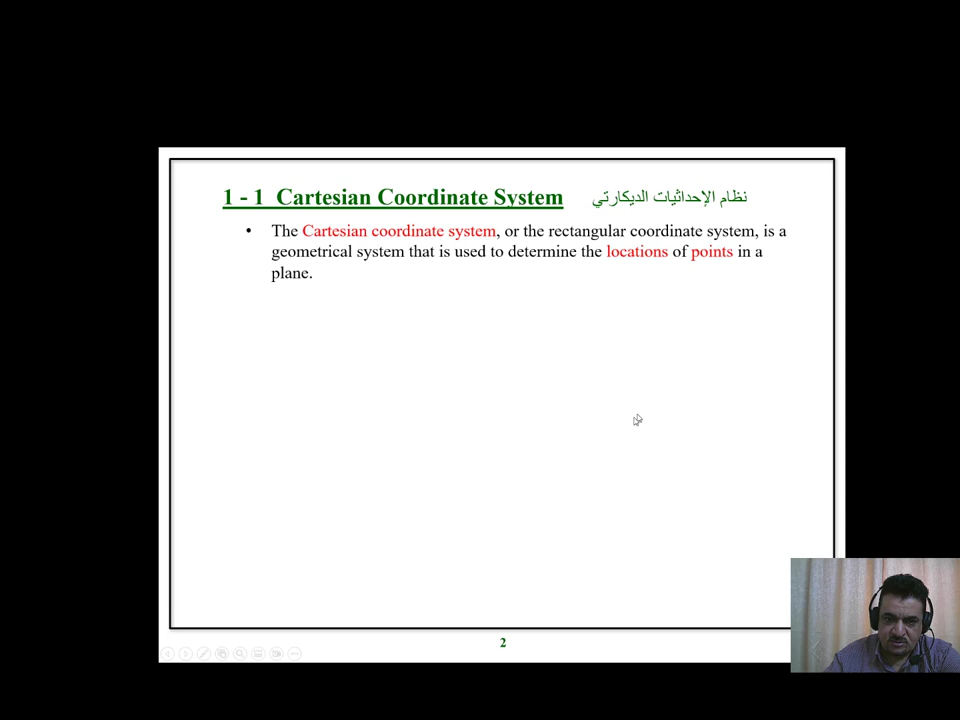 1 - 1 Cartesian Coordinate System نظام الإحداثيات الديكارتي
• The Cartesian coordinate system, or the rectangular coordinate system, is a
geometrical system that is used to determine the locations of points in a
plane.
2